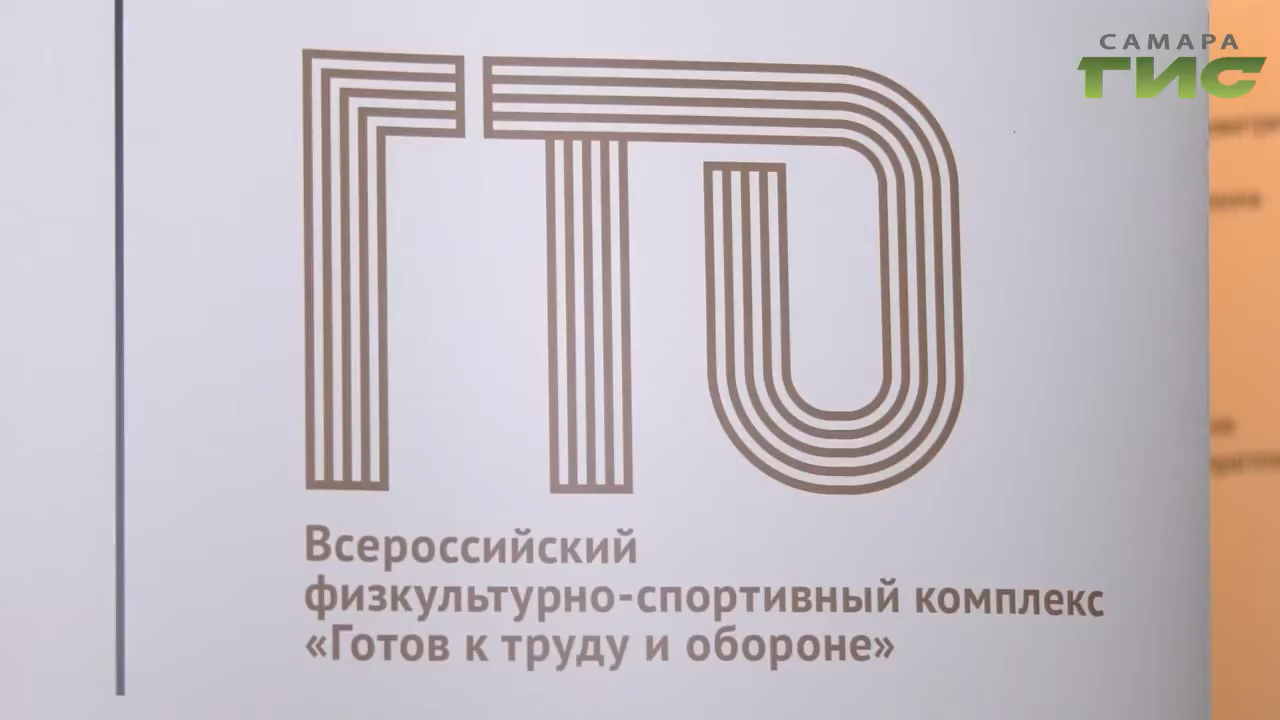 САМАРА
ГИС
ГТО
Всероссийский
физкультурно-спортивный комплекс
«Готов к труду и обороне»